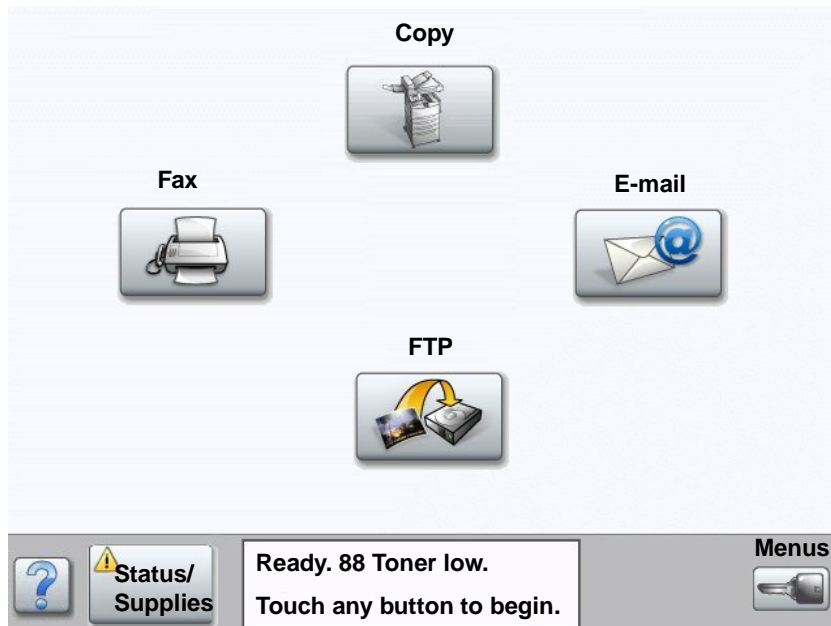 Copy
Fax
E-mail
FTP
Menus
?
Status/
Supplies
Ready. 88 Toner low.
Touch any button to begin.
@